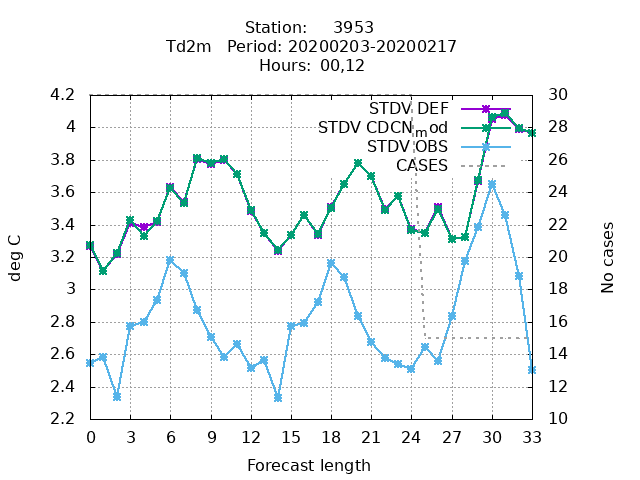 Station: 3953
Td2m Period: 20200203-20200217
Hours: 00,12
STDV DEF
STDV CDCNmod
STDV OBS
CASES
4.2
4
3.8
3.6
3.4
3.2
3
2.8
2.6
2.4
2.2
30
28
26
24
22
20
18
16
14
12
10
deg C
No cases
0 3 6 9 12 15 18 21 24 27 30 33
Forecast length